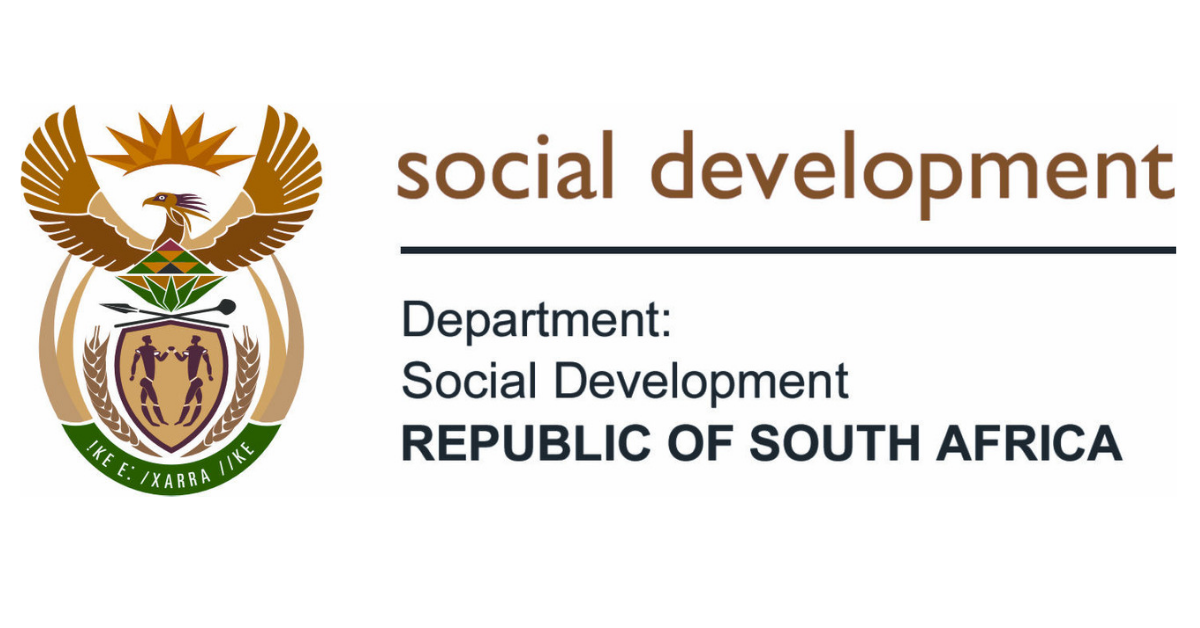 social development
Department:
Social Development
REPUBLIC OF SOUTH AFRICA
!KE E: /XARRA //KE